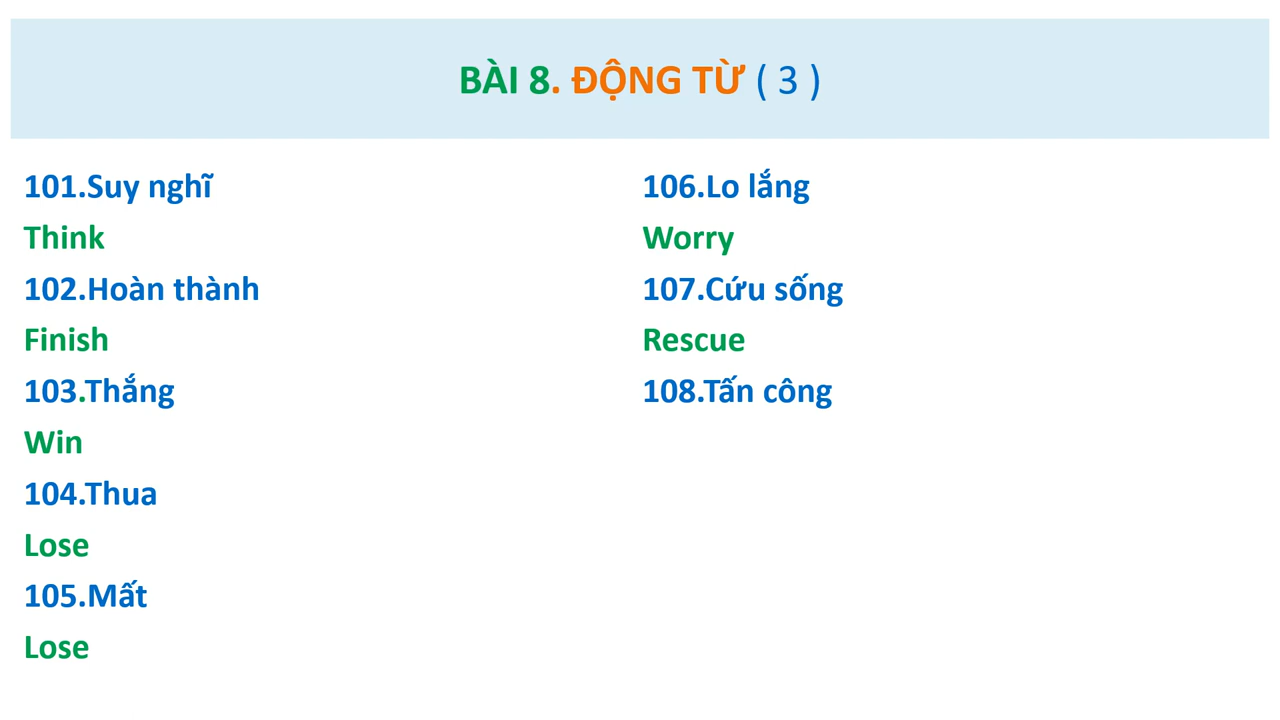 BÀI 8. ĐỘNG TỪ ( 3 )
101.Suy nghĩ
Think
102.Hoàn thành
Finish
103.Thắng
Win
104.Thua
Lose
105.Mất
Lose
106.Lo lắng
Worry
107.Cứu sống
Rescue
108.Tấn công